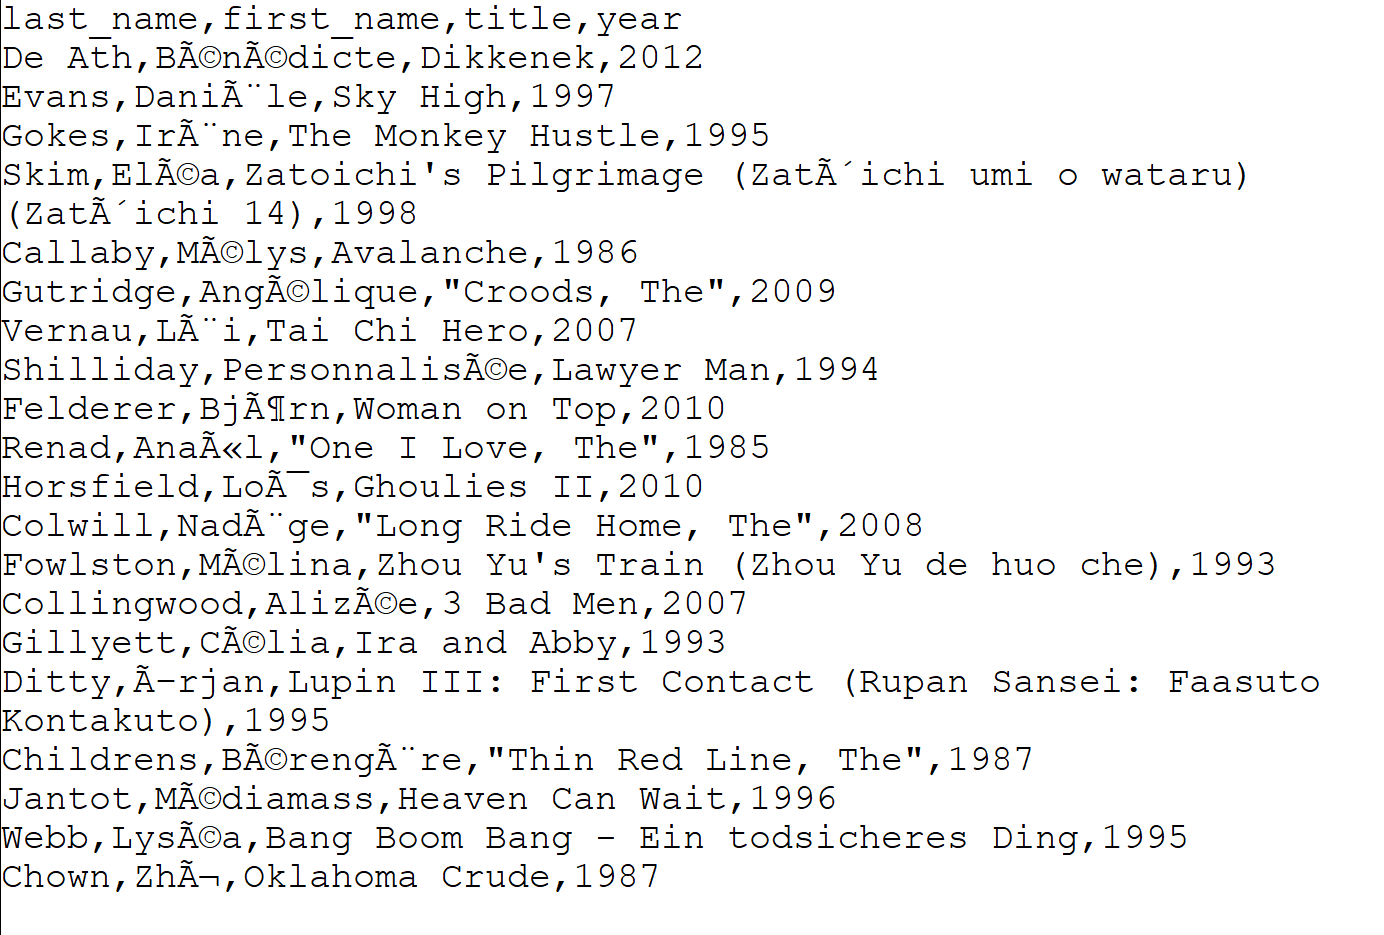 last_name,first_name,title,year
De Ath,BÃ©nÃ©dicte,Dikkenek,2012
Evans,DaniÃ¨le,Sky High,1997
Gokes,IrÃ¨ne,The Monkey Hustle,1995
Skim,ElÃ©a,Zatoichi's Pilgrimage (ZatÃ´ichi umi o wataru)
(ZatÃ´ichi 14),1998
Callaby,MÃ©lys,Avalanche,1986
Gutridge,AngÃ©lique,"Croods, The",2009
Vernau,LÃ¨i,Tai Chi Hero,2007
Shilliday,PersonnalisÃ©e,Lawyer Man,1994
Felderer,BjÃ¶rn,Woman on Top,2010
Renad,AnaÃ«l,"One I Love, The",1985
Horsfield,LoÃ¯s,Ghoulies II,2010
Colwill,NadÃ¨ge,"Long Ride Home, The",2008
Fowlston,MÃ©lina,Zhou Yu's Train (Zhou Yu de huo che),1993
Collingwood,AlizÃ©e,3 Bad Men,2007
Gillyett,CÃ©lia,Ira and Abby,1993
Ditty,Ã–rjan,Lupin III: First Contact (Rupan Sansei: Faasuto
Kontakuto),1995
Childrens,BÃ©rengÃ¨re,"Thin Red Line, The",1987
Jantot,MÃ©diamass,Heaven Can Wait,1996
Webb,LysÃ©a,Bang Boom Bang - Ein todsicheres Ding,1995
Chown,ZhÃ¬,Oklahoma Crude,1987